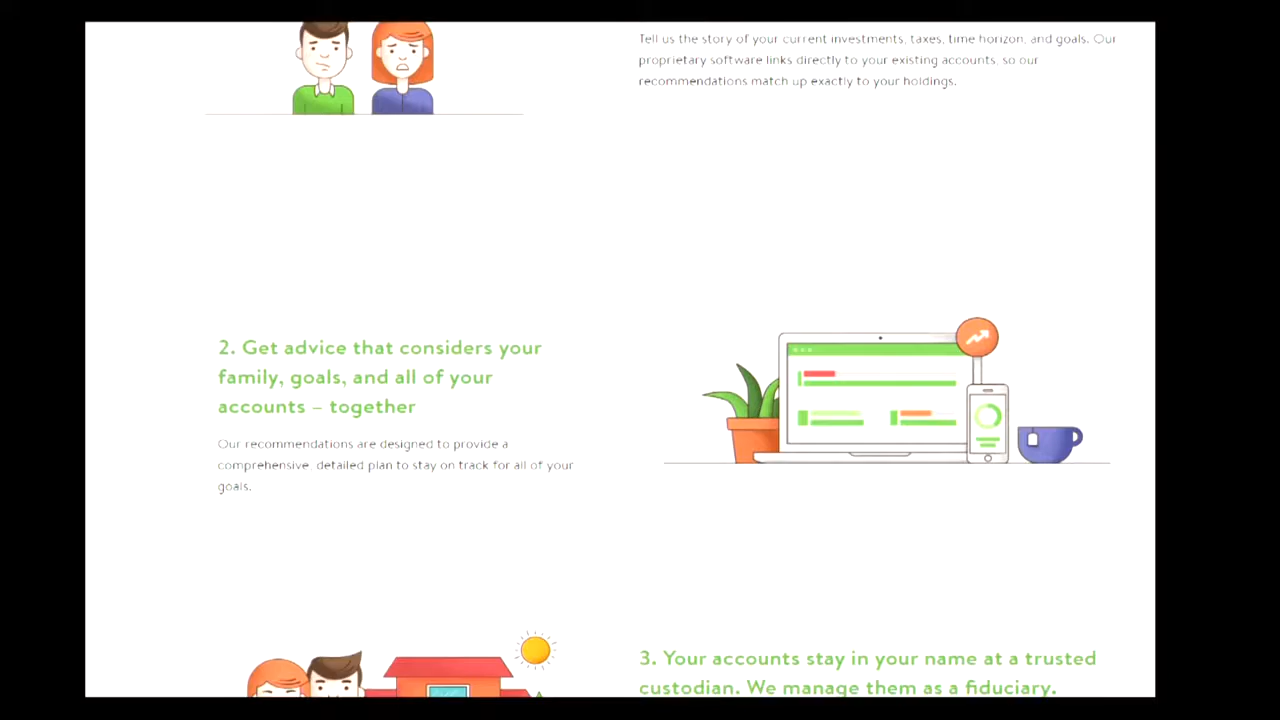 Tell us the story of your current investments, taxes, time horizon, and goals. Our
proprietary software links directly to your existing accounts, so our
recommendations match up exactly to your holdings.
2. Get advice that considers your
family, goals, and all of your
accounts – together
Our recommendations are designed to provide a
comprehensive, detailed plan to stay on track for all of your
goals.
3. Your accounts stay in your name at a trusted
custodian. We manage them as a fiduciary.